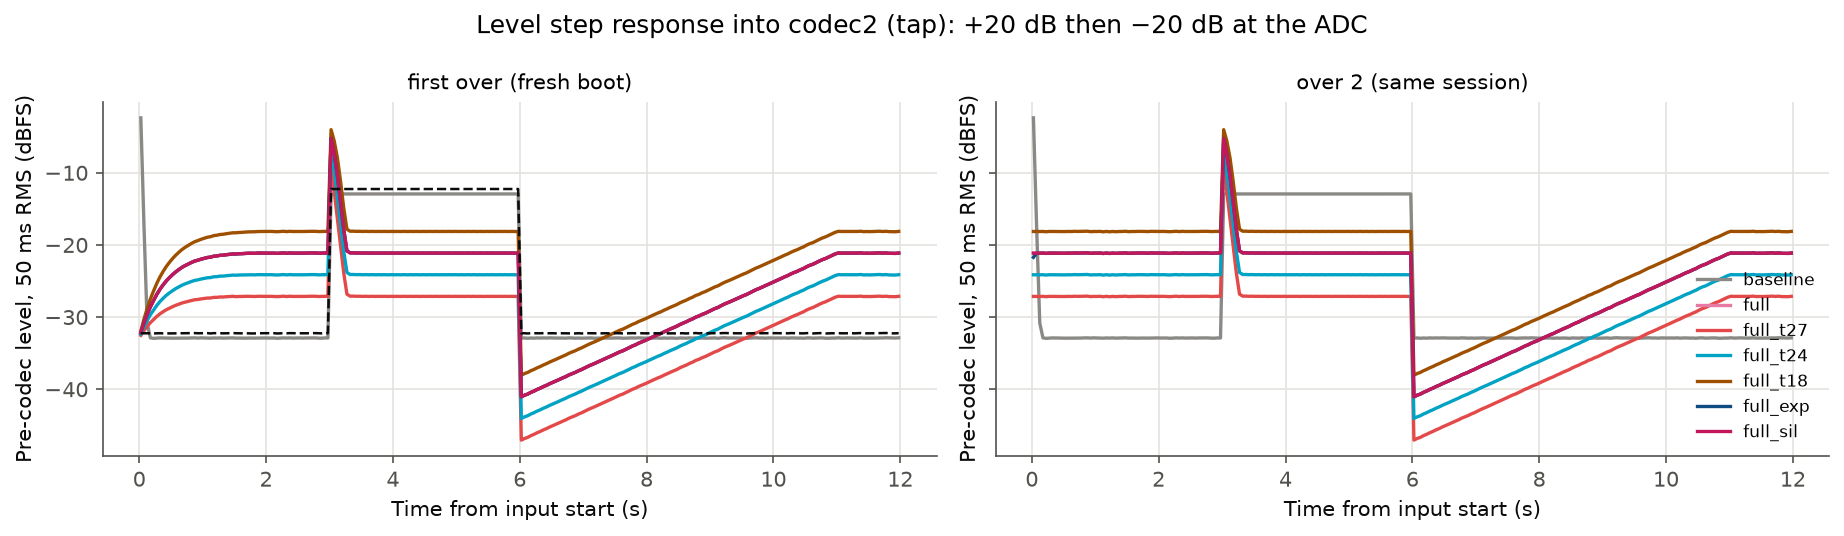 Level step response into codec2 (tap): +20 dB then −20 dB at the ADC
first over (fresh boot)
Pre-codec level, 50 ms RMS (dBFS)
−10
−20
−30
−40
0 2 4 6 8 10 12
Time from input start (s)
over 2 (same session)
Pre-codec level, 50 ms RMS (dBFS)
baseline
full
full_t27
full_t24
full_t18
full_exp
full_sil
0 2 4 6 8 10 12
Time from input start (s)